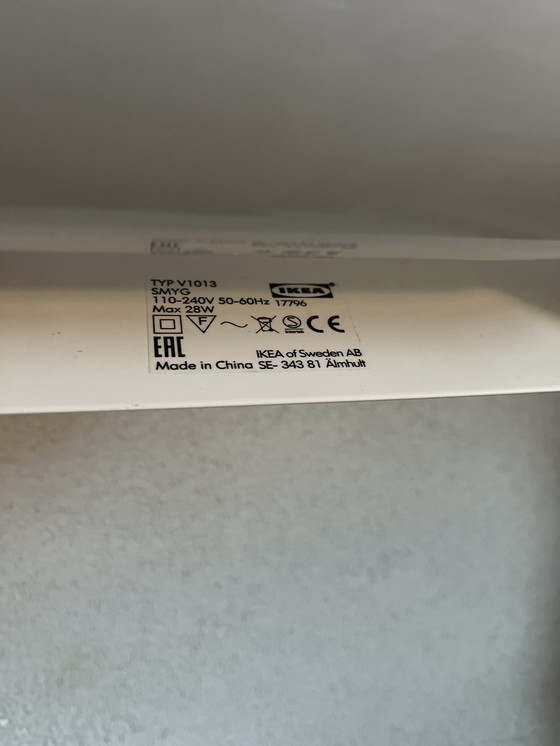 TYP V1013
SMYG
IKEA
110-240V 50-60Hz 17796
Max 28W
F
S
CE
EAC
IKEA of Sweden AB
Made in China SE- 343 81 Älmhult